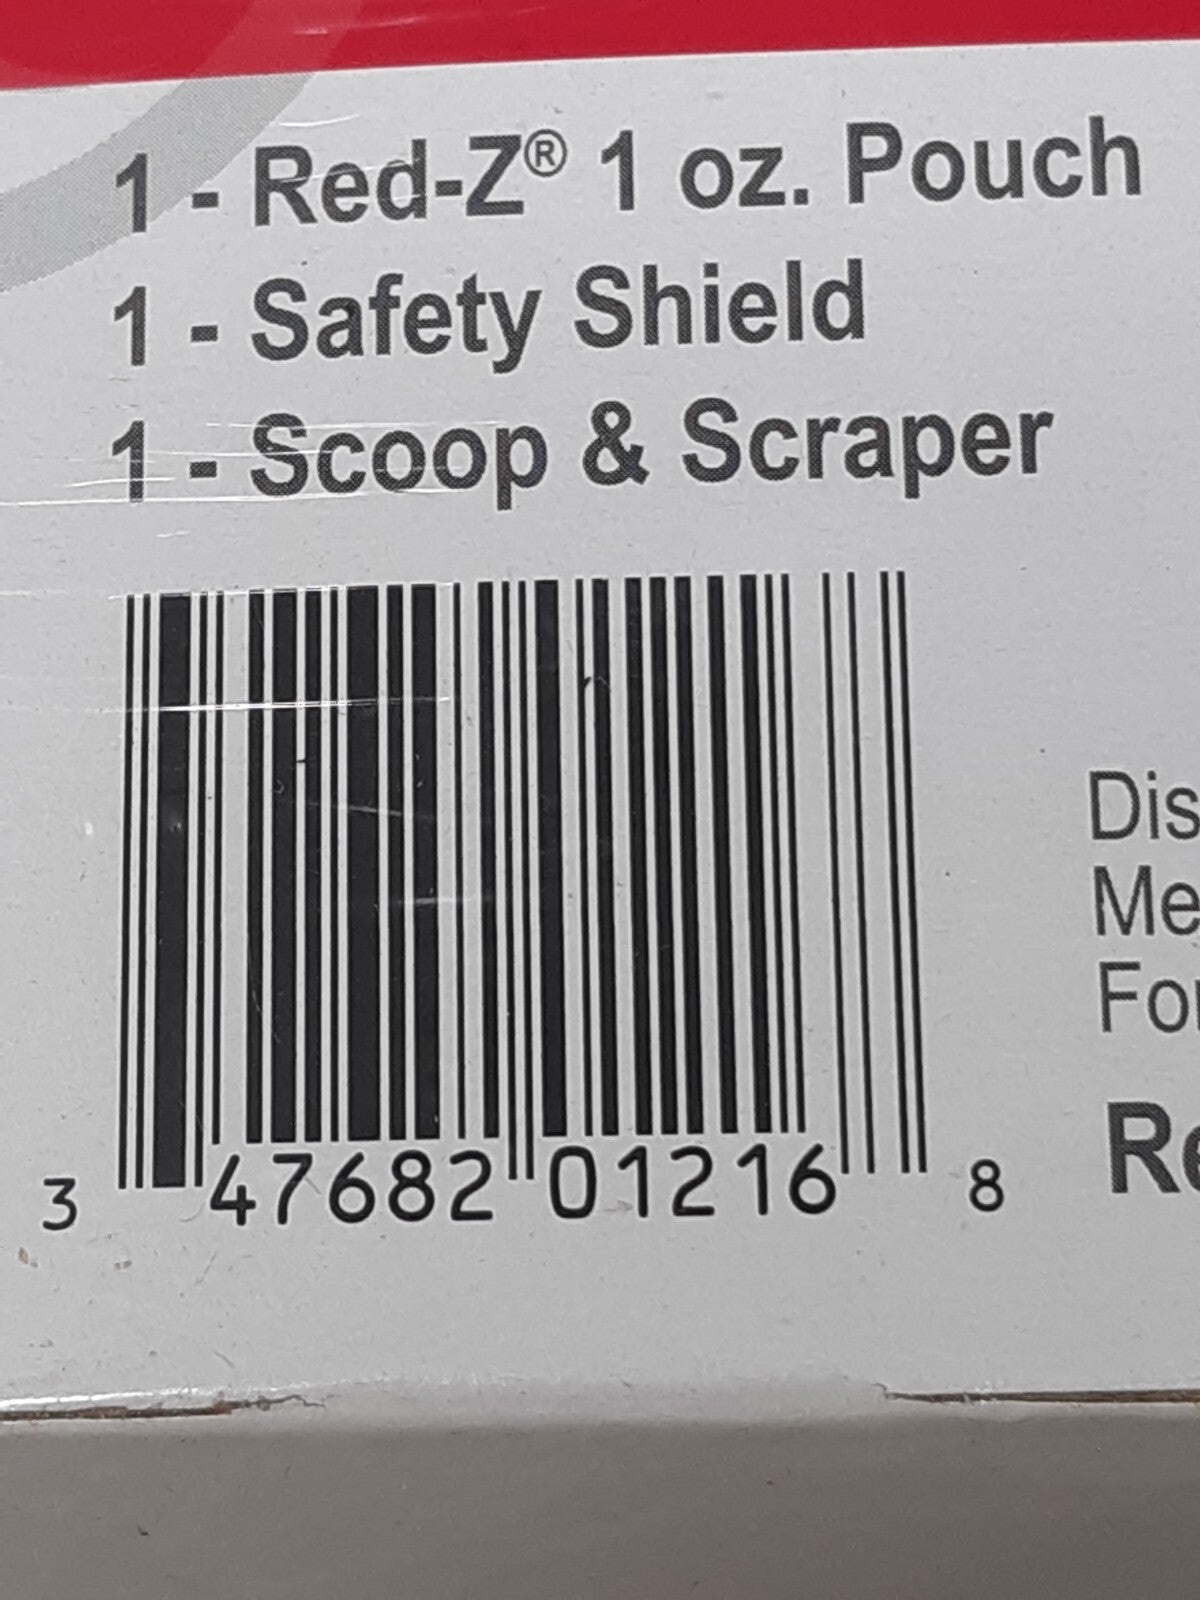 1 - Red-Z® 1 oz. Pouch
1 - Safety Shield
1 - Scoop & Scraper
3 47682 01216 8